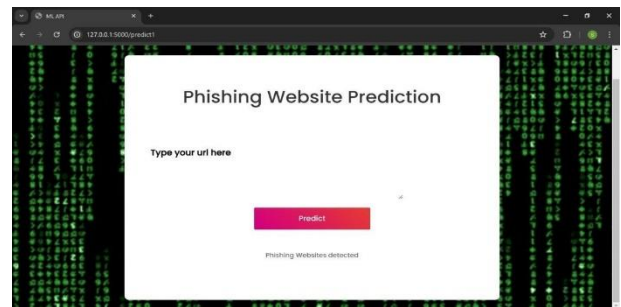 ML API
127.0.0.1:5000/predict1
Phishing Website Prediction
Type your url here
Predict
Phishing Websites detected